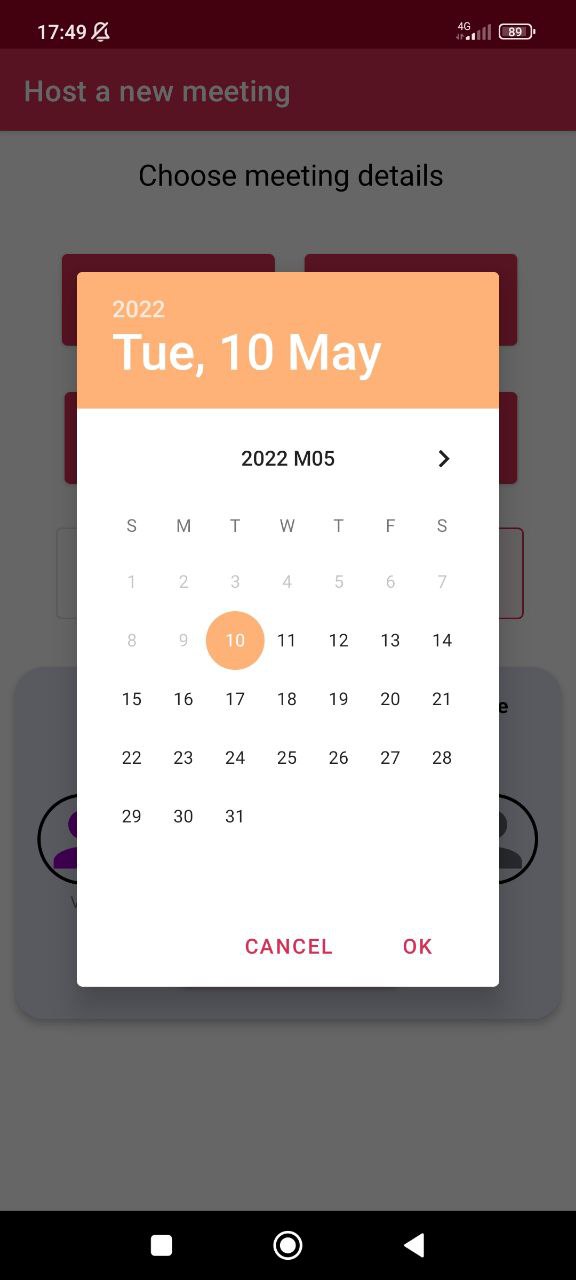 17:49 4G 89
Host a new meeting
Choose meeting details
2022
Tue, 10 May
2022 M05
S M T W T F S
1 2 3 4 5 6 7
8 9 10 11 12 13 14
15 16 17 18 19 20 21
22 23 24 25 26 27 28
29 30 31
CANCEL OK